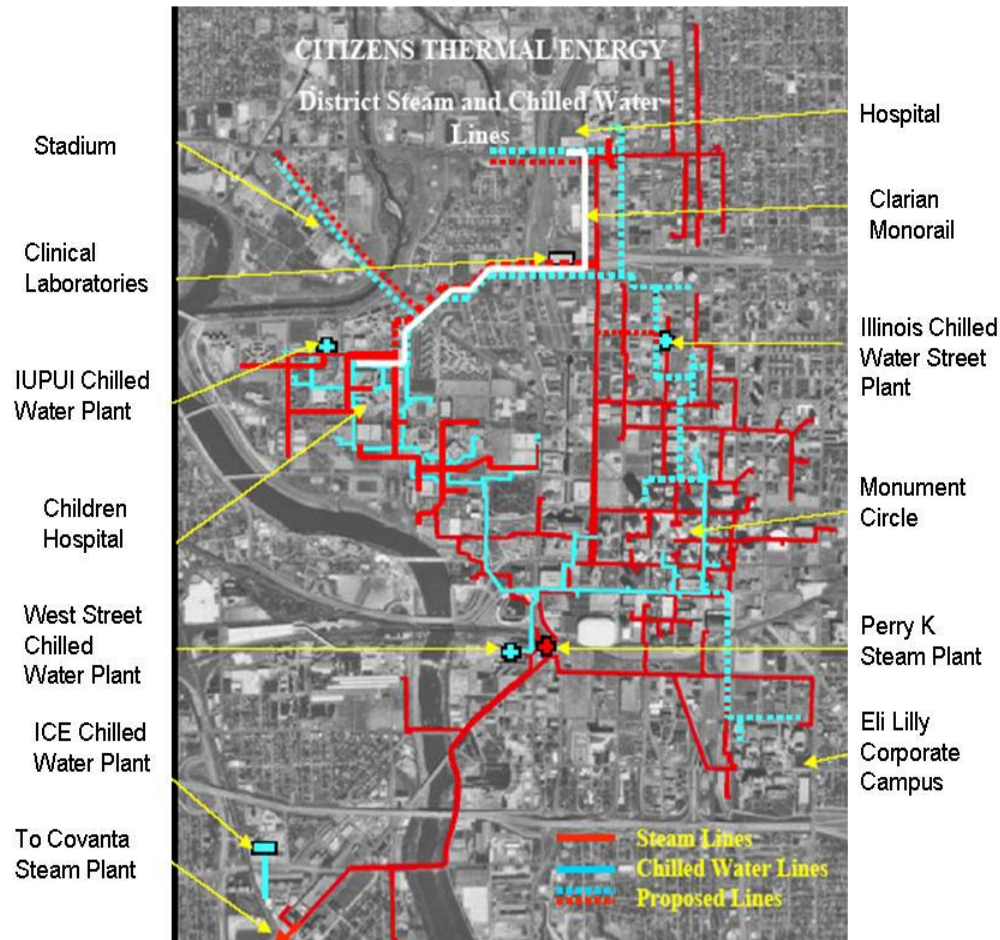 CITIZENS THERMAL ENERGY
District Steam and Chilled Water
Lines
Stadium
Clinical
Laboratories
IUPUI Chilled
Water Plant
Children
Hospital
West Street
Chilled
Water Plant
ICE Chilled
Water Plant
To Covanta
Steam Plant
Hospital
Clarian
Monorail
Illinois Chilled
Water Street
Plant
Monument
Circle
Perry K
Steam Plant
Eli Lilly
Corporate
Campus
Steam Lines
Chilled Water Lines
Proposed Lines